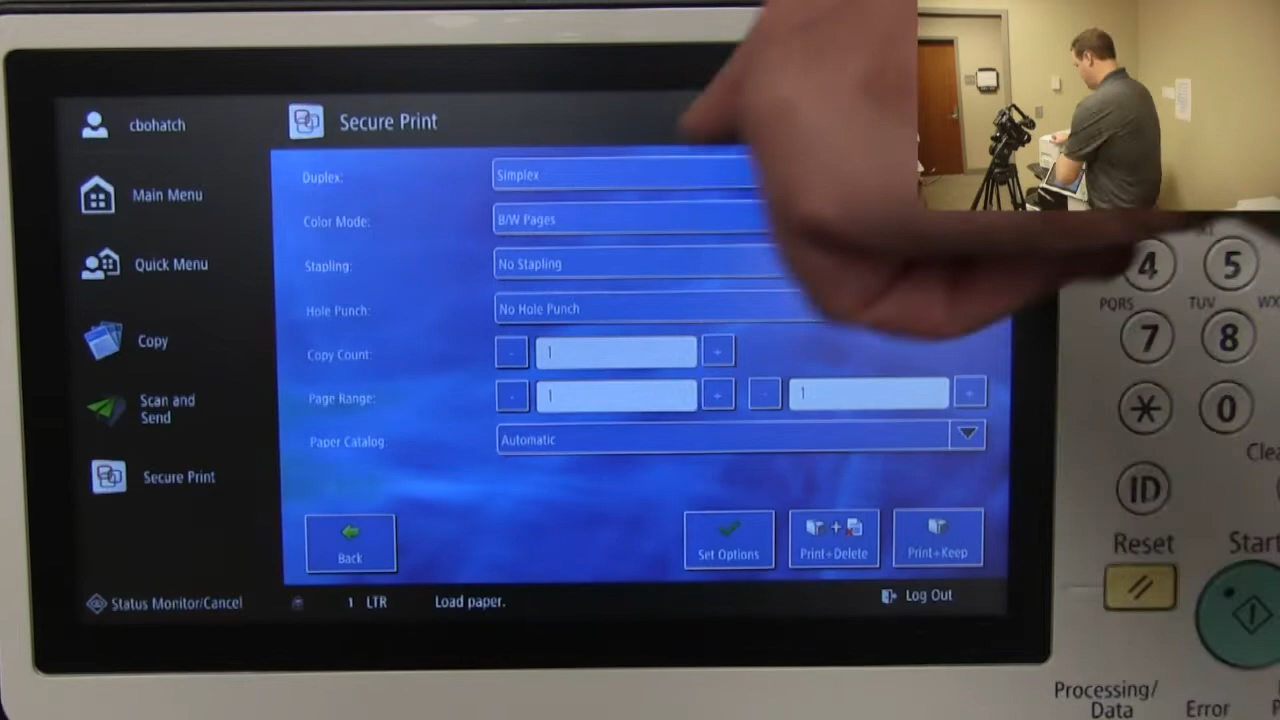 cbohatch
Main Menu
Quick Menu
Copy
Scan and
Send
Secure Print
Status Monitor/Cancel
Secure Print
Duplex:
Simplex
Color Mode:
B/W Pages
Stapling:
No Stapling
Hole Punch:
No Hole Punch
Copy Count:
-
1
+
Page Range:
-
1
+
-
1
+
Paper Catalog:
Automatic
Back
Set Options
Print+Delete
Print+Keep
1 LTR
Load paper.
Log Out
4
5
PQRS
TUV
7
8
0
ID
Reset
Start
Processing/
Data
Error